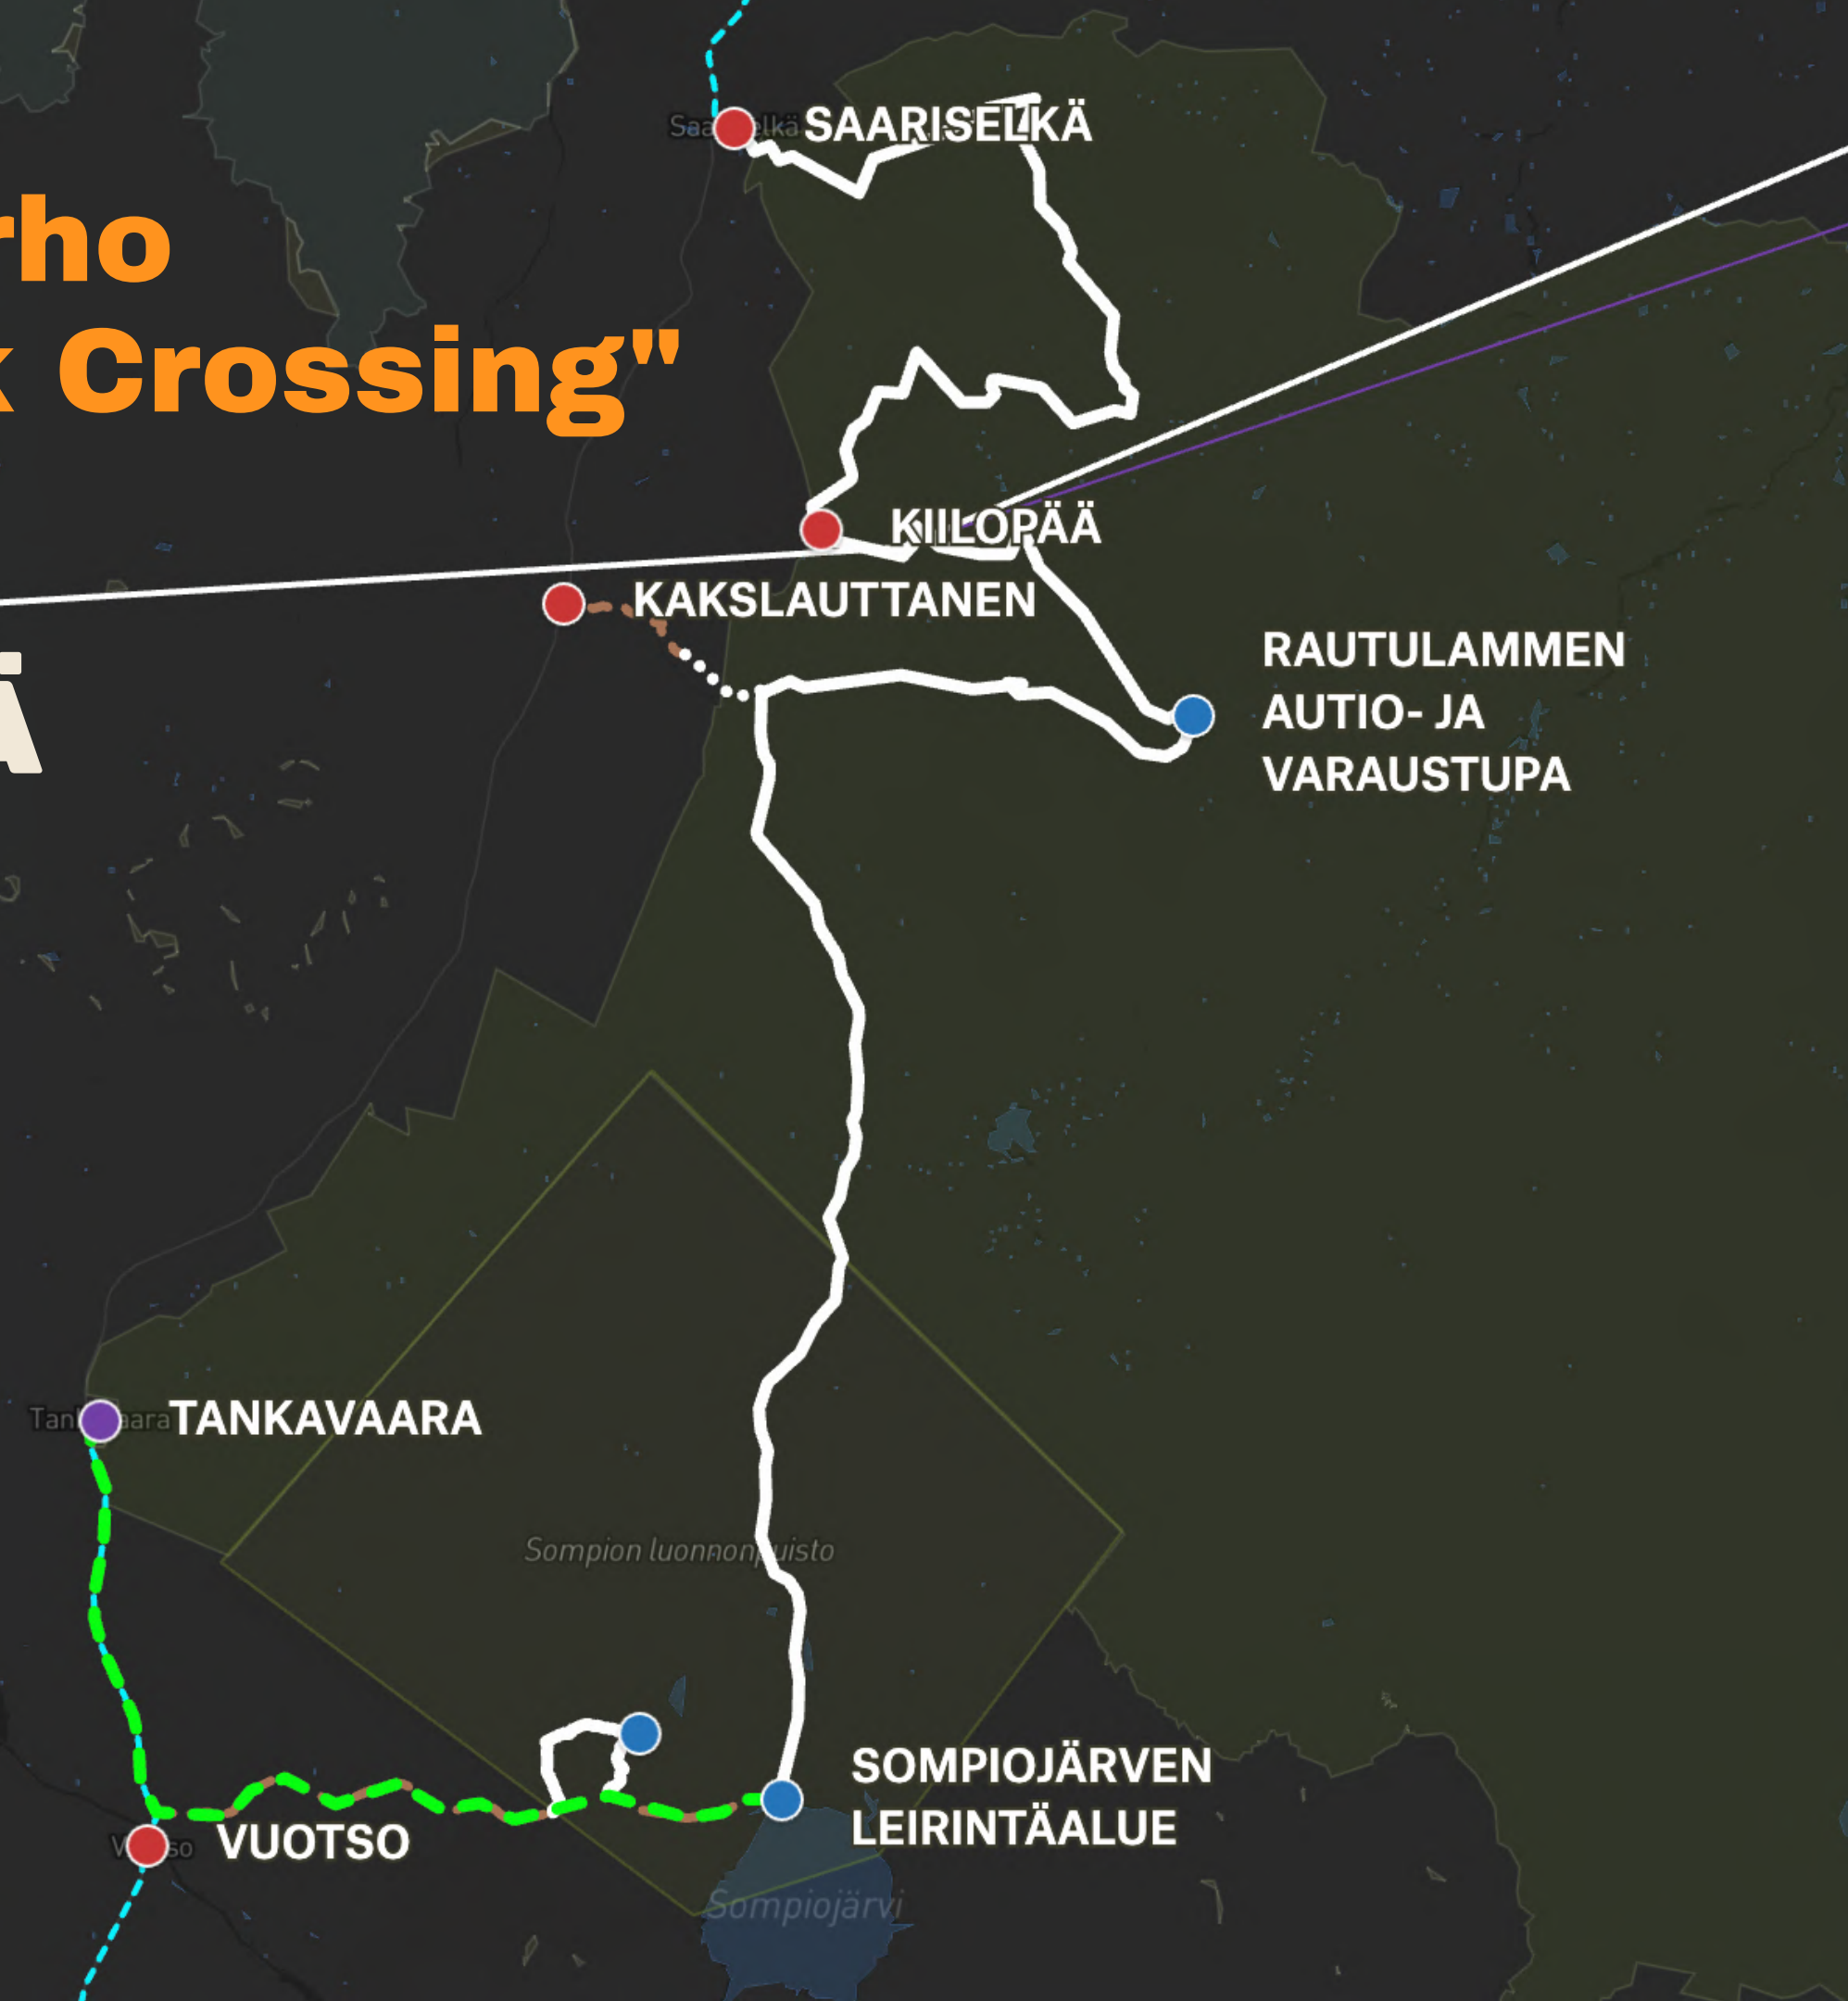 SAARISELKÄ
rho
Crossing"
KIILOPÄÄ
KAKSLAUTTANEN
RAUTULAMMEN
AUTIO- JA
VARAUSTUPA
Ä
TANKAVAARA
Sompion luonnonpuisto
SOMPIOJÄRVEN
LEIRINTÄALUE
VUOTSO
Sompiojärvi